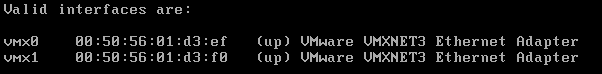 Valid interfaces are:
vmx0    00:50:56:01:d3:ef   (up) VMware VMXNET3 Ethernet Adapter
vmx1    00:50:56:01:d3:f0   (up) VMware VMXNET3 Ethernet Adapter